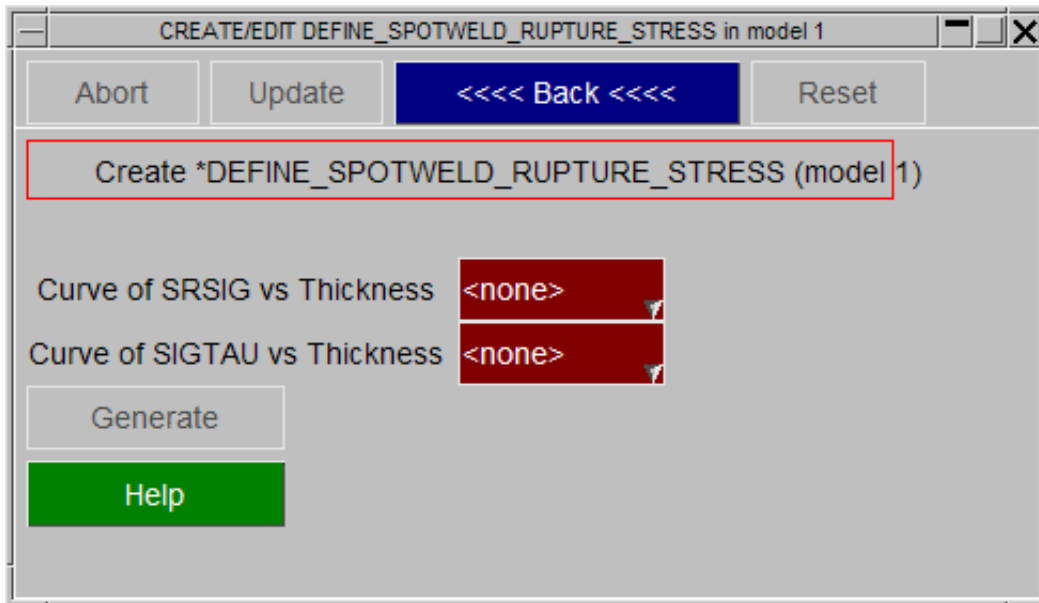 CREATE/EDIT DEFINE_SPOTWELD_RUPTURE_STRESS in model 1
Abort Update <<<< Back <<<< Reset
Create *DEFINE_SPOTWELD_RUPTURE_STRESS (model 1)
Curve of SRSIG vs Thickness <none>
Curve of SIGTAU vs Thickness <none>
Generate
Help